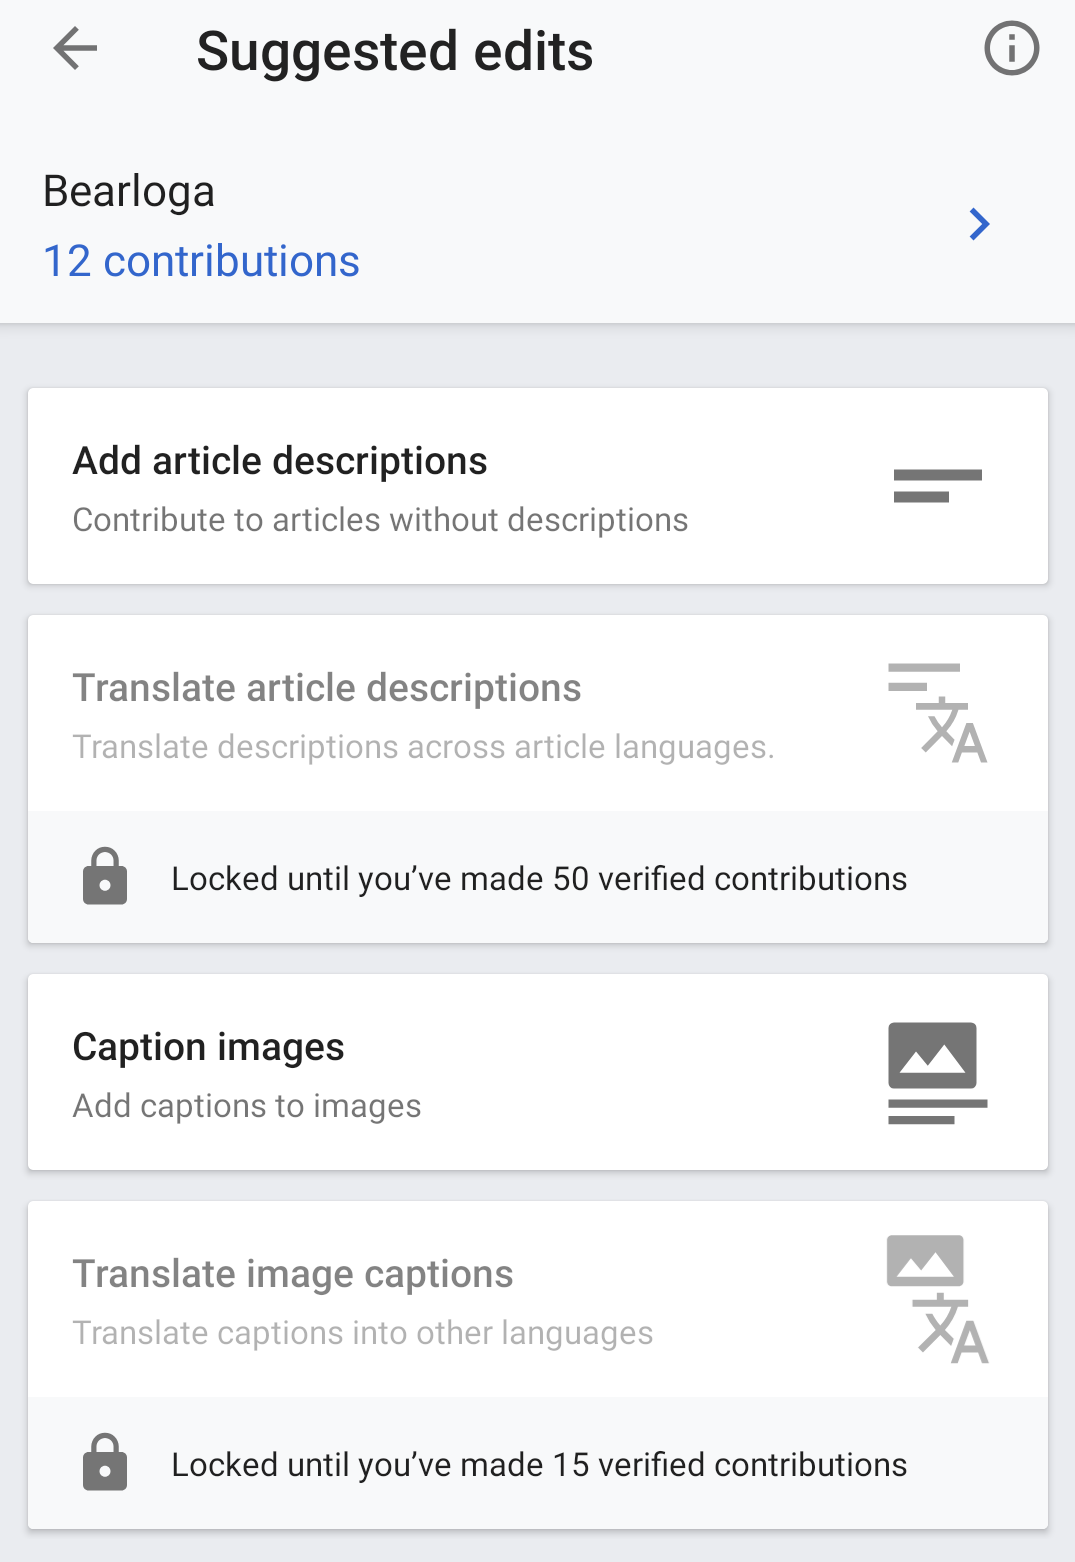 Suggested edits
Bearloga
12 contributions
Add article descriptions
Contribute to articles without descriptions
Translate article descriptions
Translate descriptions across article languages.
Locked until you’ve made 50 verified contributions
Caption images
Add captions to images
Translate image captions
Translate captions into other languages
Locked until you’ve made 15 verified contributions